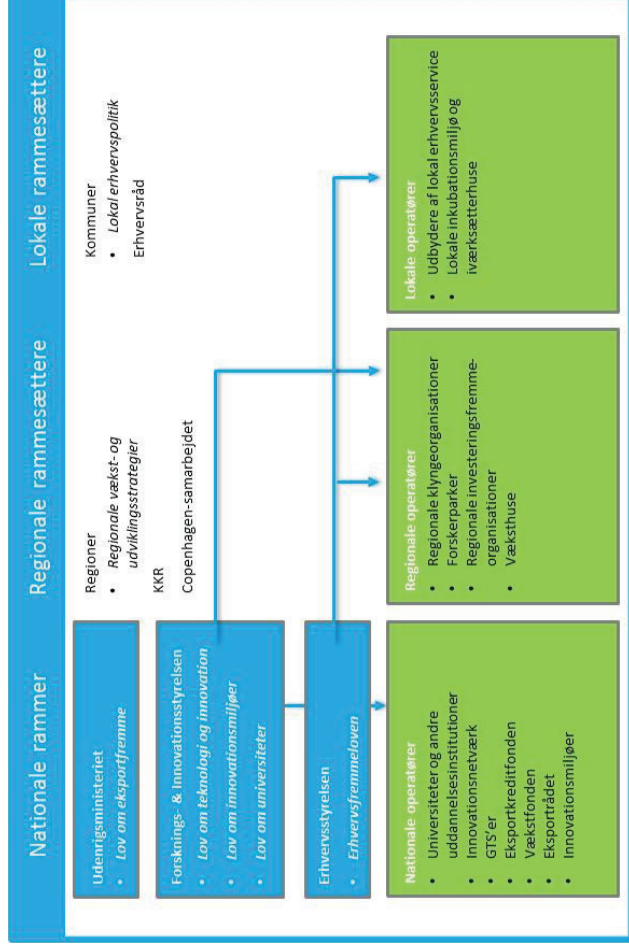 Nationale rammer
Regionale rammesættere
Lokale rammesættere
Udenrigsministeriet
• Lov om eksportfremme
Forsknings- & Innovationsstyrelsen
• Lov om teknologi og innovation
• Lov om innovationsmiljøer
• Lov om universiteter
Erhvervsstyrelsen
• Erhvervsfremmeloven
Regioner
• Regionale vækst- og
udviklingsstrategier
KKR
Copenhagen-samarbejdet
Kommuner
• Lokal erhvervspolitik
Erhvervsråd
Nationale operatører
• Universiteter og andre
uddannelsesinstitutioner
• Innovationsnetværk
• GTS'er
• Eksportkreditfonden
• Vækstfonden
• Eksportrådet
• Innovationsmiljøer
Regionale operatører
• Regionale klyngeorganisationer
• Forskerparker
• Regionale investeringsfremme-
organisationer
• Væksthuse
Lokale operatører
• Udbydere af lokal erhvervsservice
• Lokale inkubationsmiljø og
iværksætterhuse